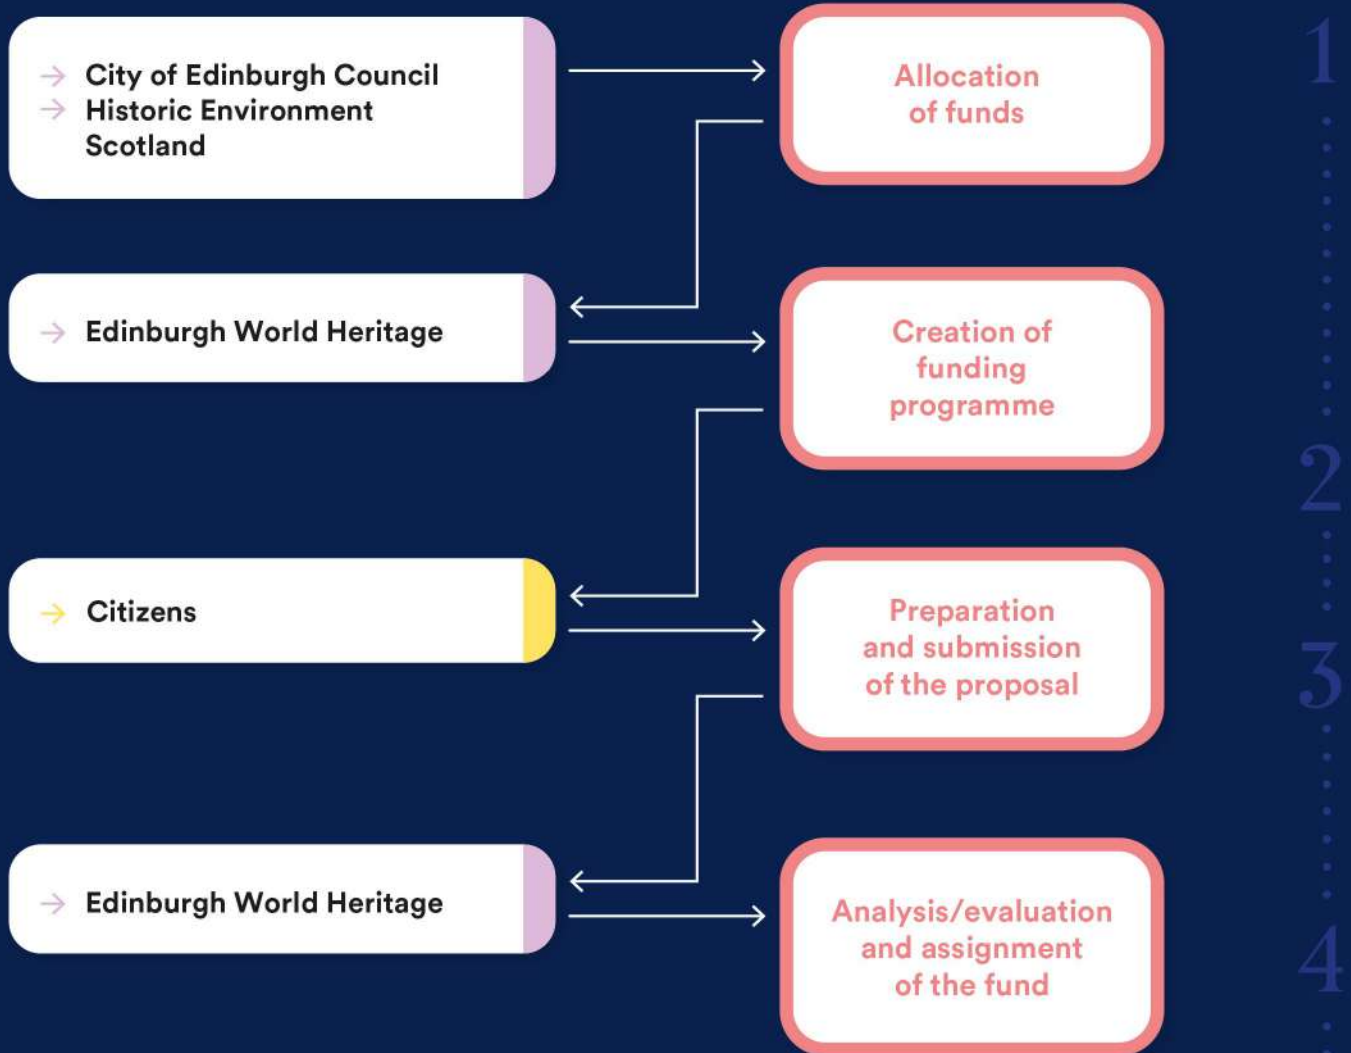 → City of Edinburgh Council
→ Historic Environment
Scotland
Allocation
of funds
1
→ Edinburgh World Heritage
Creation of
funding
programme
2
→ Citizens
Preparation
and submission
of the proposal
3
→ Edinburgh World Heritage
Analysis/evaluation
and assignment
of the fund
4